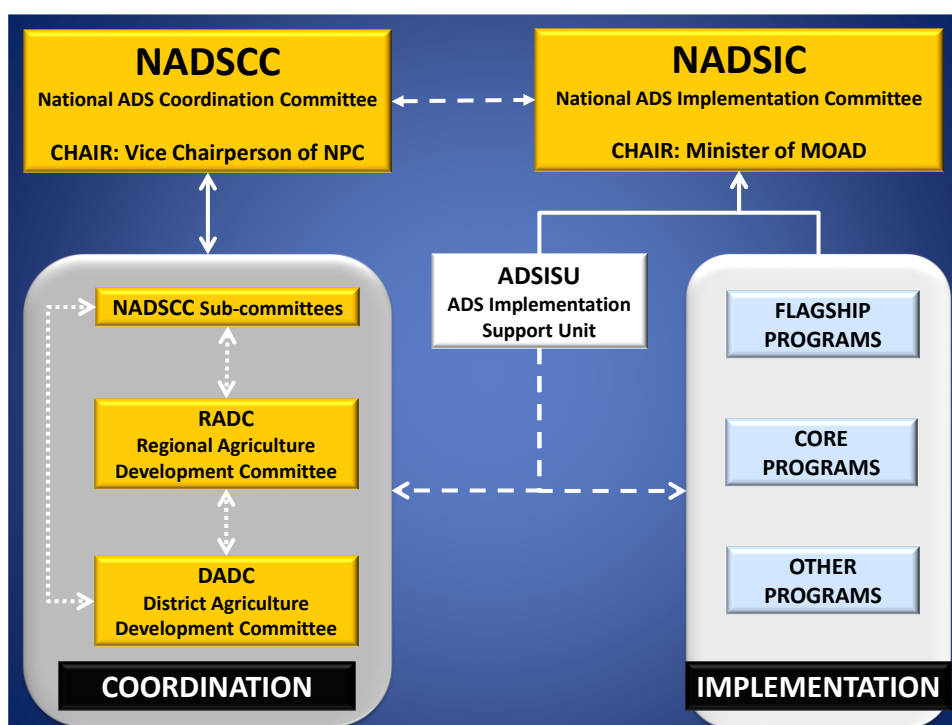 NADSCC
National ADS Coordination Committee
CHAIR: Vice Chairperson of NPC
NADSIC
National ADS Implementation Committee
CHAIR: Minister of MOAD
NADSCC Sub-committees
RADC
Regional Agriculture
Development Committee
DADC
District Agriculture
Development Committee
COORDINATION
ADSISU
ADS Implementation
Support Unit
FLAGSHIP
PROGRAMS
CORE
PROGRAMS
OTHER
PROGRAMS
IMPLEMENTATION